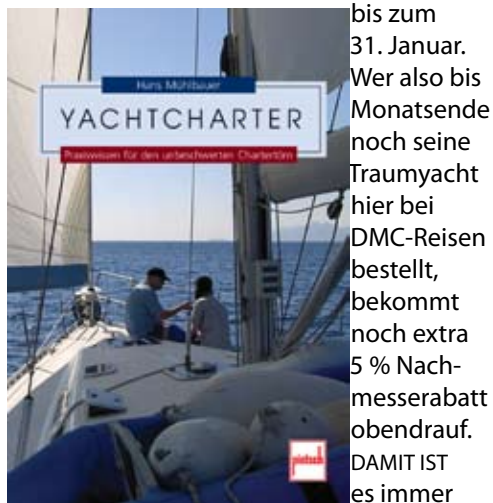 Hans Mühlbauer
YACHTCHARTER
Praxiswissen für den unbeschwerten Chartertörn
pietsch
bis zum
31. Januar.
Wer also bis
Monatsende
noch seine
Traumyacht
hier bei
DMC-Reisen
bestellt,
bekommt
noch extra
5 % Nach-
messerabatt
obendrauf.
DAMIT IST
es immer